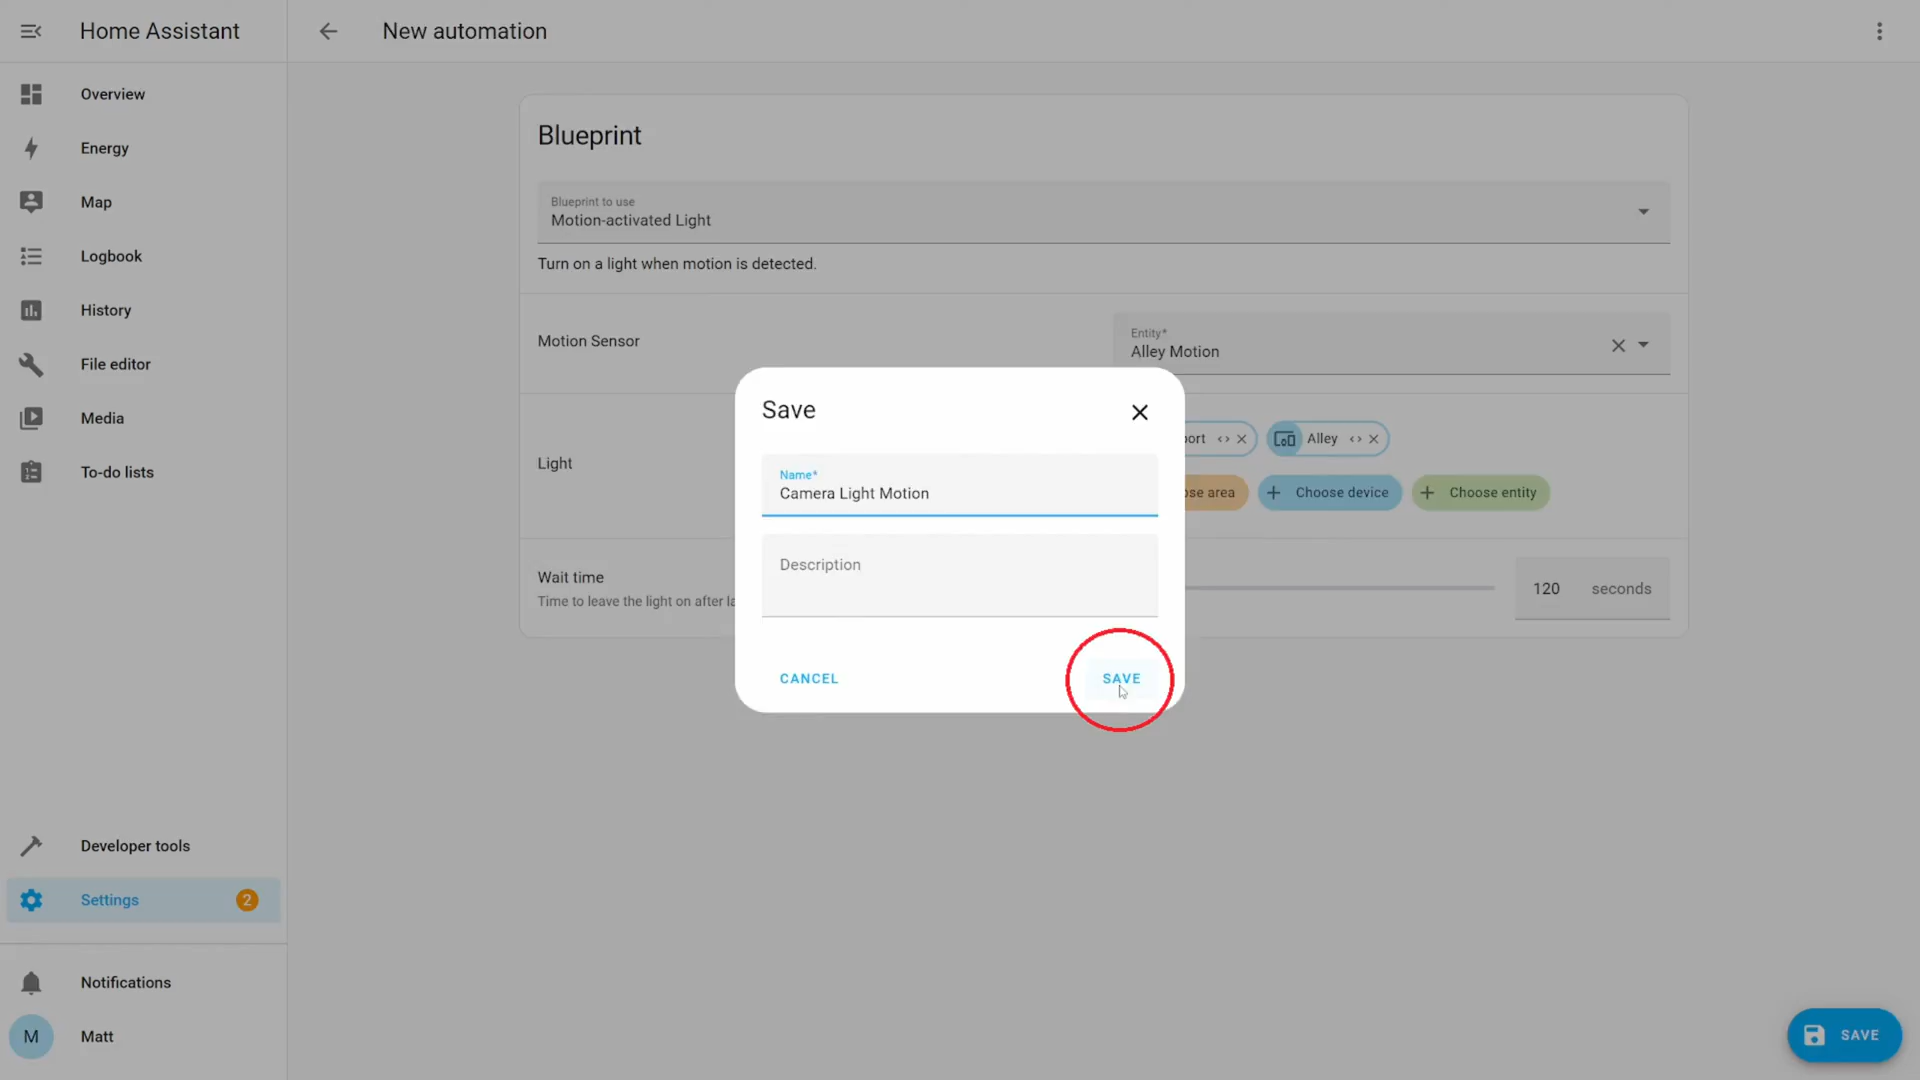 Home Assistant
New automation
Overview
Energy
Map
Logbook
History
File editor
Media
To-do lists
Developer tools
Settings
2
Notifications
M
Matt
Blueprint
Blueprint to use
Motion-activated Light
Turn on a light when motion is detected.
Motion Sensor
Entity*
Alley Motion
Light
port
Alley
ose area
Choose device
Choose entity
Wait time
Time to leave the light on after la
120 seconds
Save
Name*
Camera Light Motion
Description
CANCEL
SAVE
SAVE